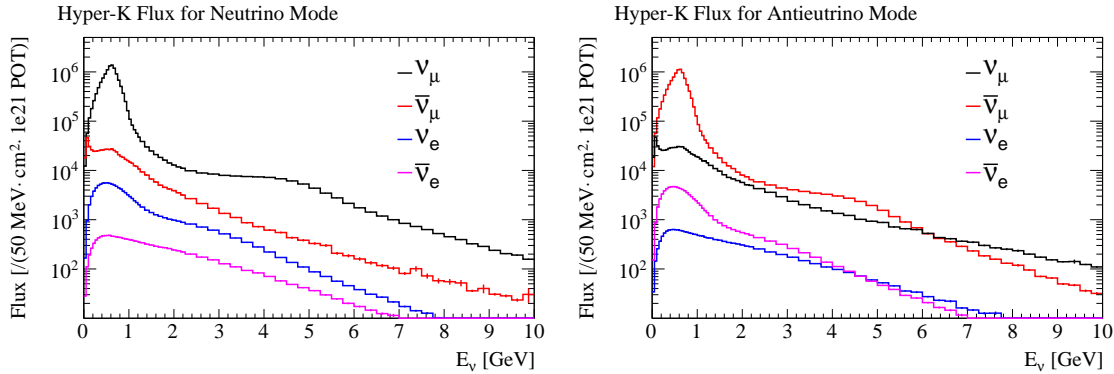 Hyper-K Flux for Neutrino Mode
Flux [/(50 MeV· cm²· 1e21 POT)]
10⁶
10⁵
10⁴
10³
10²
ν_μ
ν̅_μ
ν_e
ν̅_e
0 1 2 3 4 5 6 7 8 9 10
E_ν [GeV]
Hyper-K Flux for Antieutrino Mode
Flux [/(50 MeV· cm²· 1e21 POT)]
10⁶
10⁵
10⁴
10³
10²
ν_μ
ν̅_μ
ν_e
ν̅_e
0 1 2 3 4 5 6 7 8 9 10
E_ν [GeV]